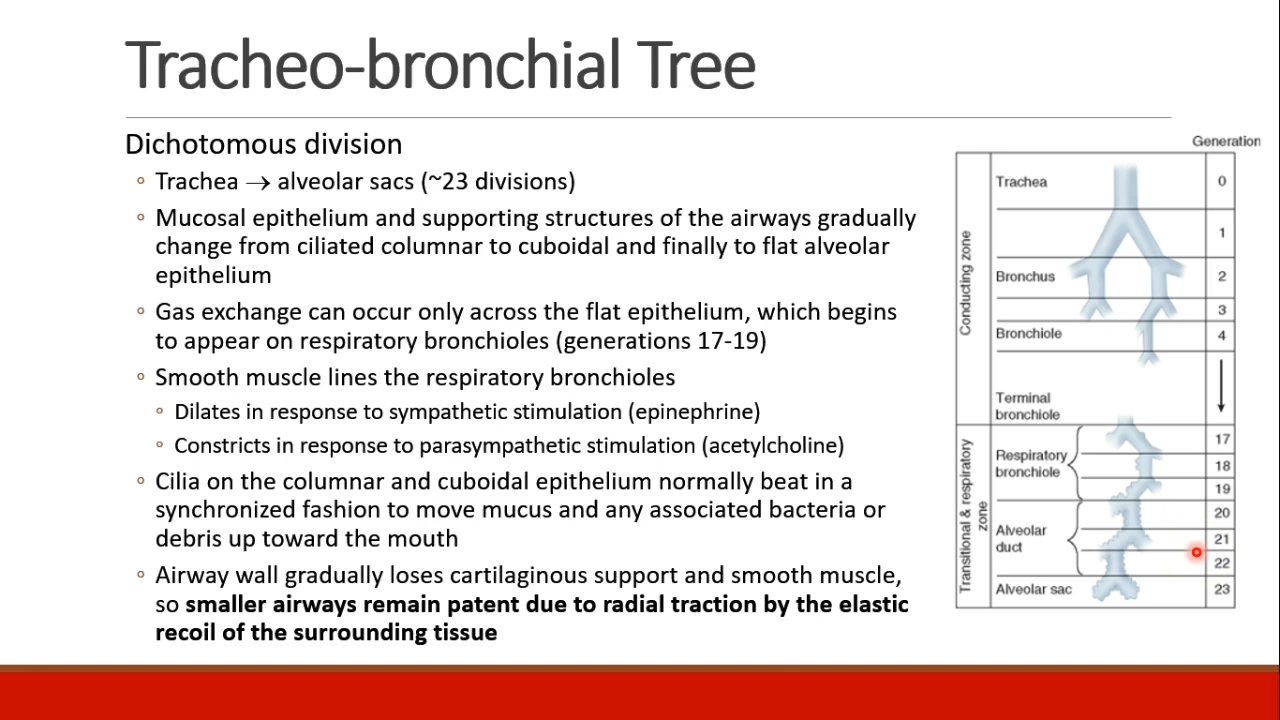 Tracheo-bronchial Tree
Dichotomous division
◦ Trachea → alveolar sacs (~23 divisions)
◦ Mucosal epithelium and supporting structures of the airways gradually
change from ciliated columnar to cuboidal and finally to flat alveolar
epithelium
◦ Gas exchange can occur only across the flat epithelium, which begins
to appear on respiratory bronchioles (generations 17-19)
◦ Smooth muscle lines the respiratory bronchioles
◦ Dilates in response to sympathetic stimulation (epinephrine)
◦ Constricts in response to parasympathetic stimulation (acetylcholine)
◦ Cilia on the columnar and cuboidal epithelium normally beat in a
synchronized fashion to move mucus and any associated bacteria or
debris up toward the mouth
◦ Airway wall gradually loses cartilaginous support and smooth muscle,
so smaller airways remain patent due to radial traction by the elastic
recoil of the surrounding tissue
Generation
Conducting zone
Trachea 0
1
Bronchus 2
3
Bronchiole 4
Terminal
bronchiole
Transitional & respiratory
zone
17
Respiratory
bronchiole
18
19
20
Alveolar
duct
21
22
Alveolar sac 23